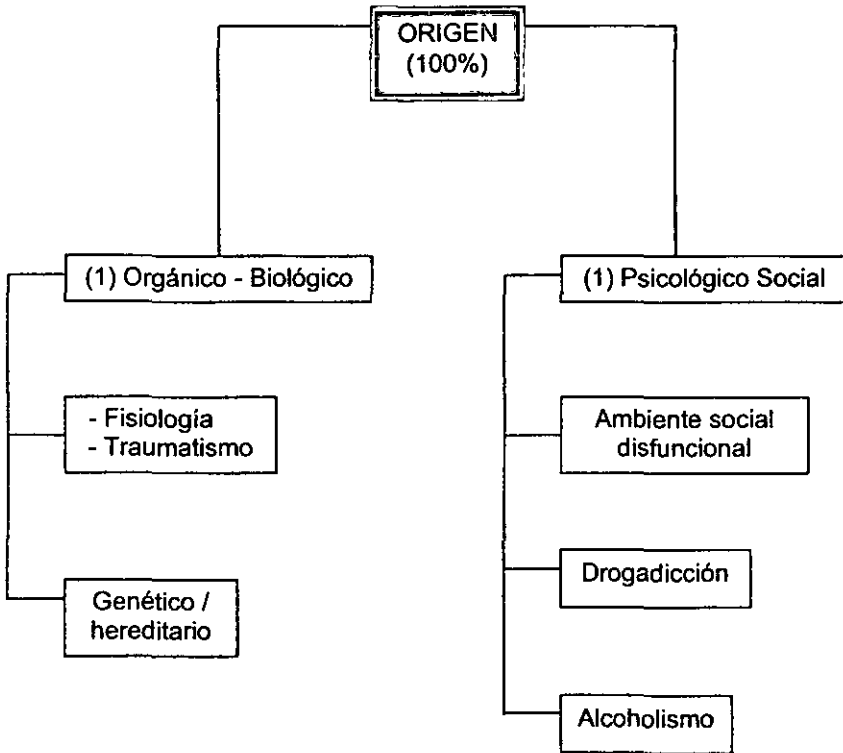 ORIGEN
(100%)
(1) Orgánico - Biológico
- Fisiología
- Traumatismo
Genético /
hereditario
(1) Psicológico Social
Ambiente social
disfuncional
Drogadicción
Alcoholismo